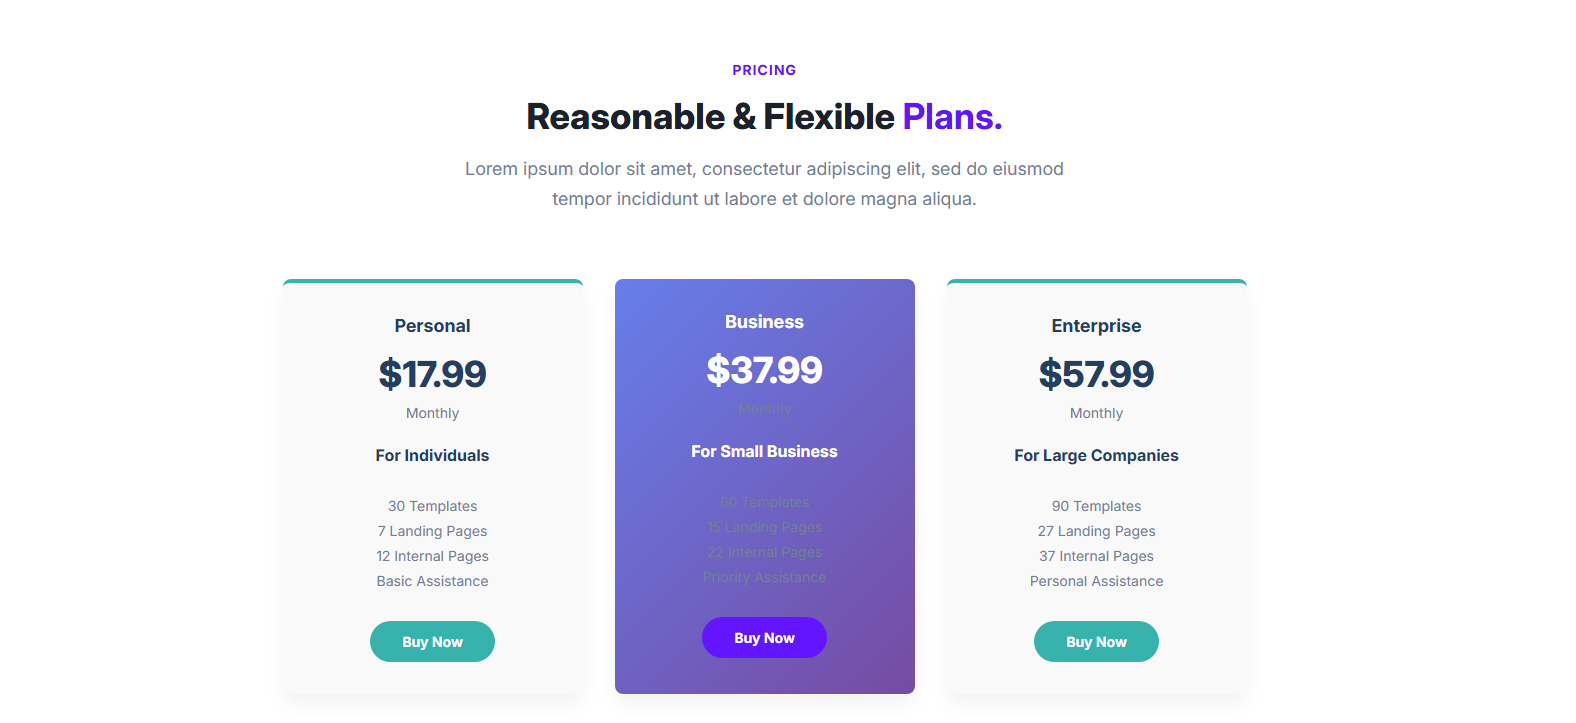 PRICING
Reasonable & Flexible Plans.
Lorem ipsum dolor sit amet, consectetur adipiscing elit, sed do eiusmod
tempor incididunt ut labore et dolore magna aliqua.
Personal
$17.99
Monthly
For Individuals
30 Templates
7 Landing Pages
12 Internal Pages
Basic Assistance
Buy Now
Business
$37.99
Monthly
For Small Business
60 Templates
15 Landing Pages
22 Internal Pages
Priority Assistance
Buy Now
Enterprise
$57.99
Monthly
For Large Companies
90 Templates
27 Landing Pages
37 Internal Pages
Personal Assistance
Buy Now